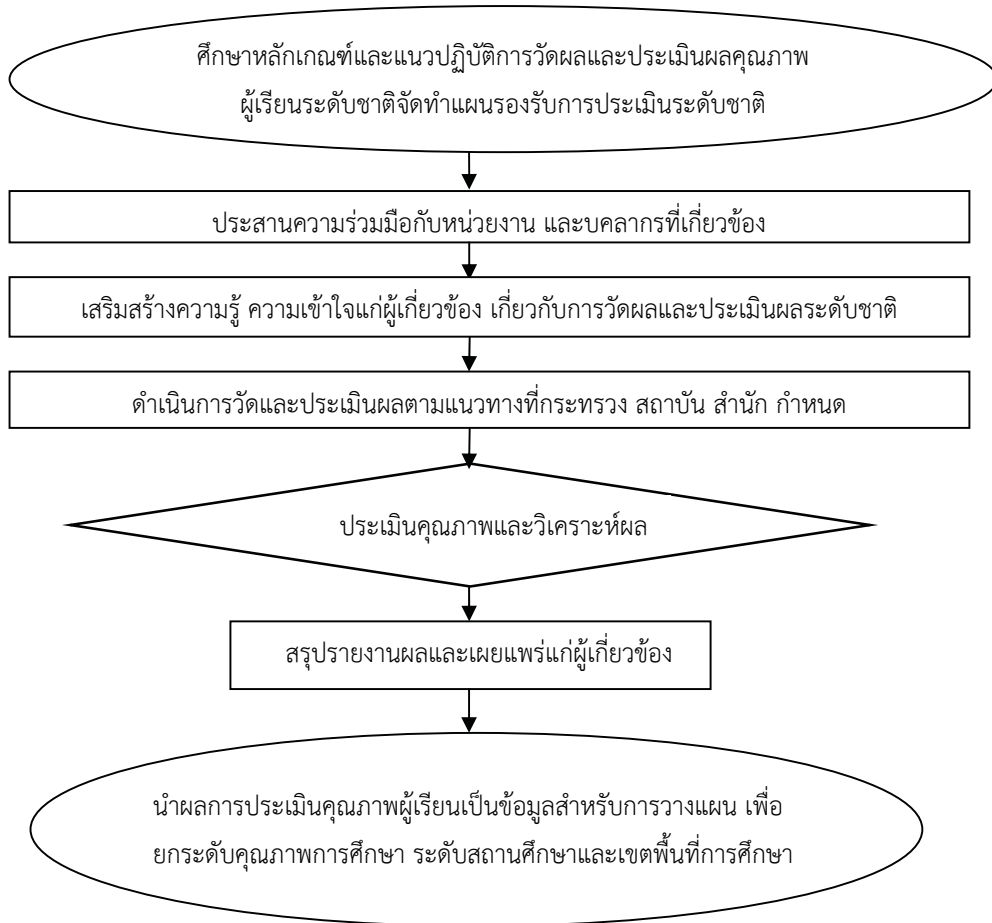 ศึกษาหลักเกณฑ์และแนวปฏิบัติการวัดผลและประเมินผลคุณภาพ
ผู้เรียนระดับชาติจัดทำแผนรองรับการประเมินระดับชาติ
ประสานความร่วมมือกับหน่วยงาน และบคลากรที่เกี่ยวข้อง
เสริมสร้างความรู้ ความเข้าใจแก่ผู้เกี่ยวข้อง เกี่ยวกับการวัดผลและประเมินผลระดับชาติ
ดำเนินการวัดและประเมินผลตามแนวทางที่กระทรวง สถาบัน สำนัก กำหนด
ประเมินคุณภาพและวิเคราะห์ผล
สรุปรายงานผลและเผยแพร่แก่ผู้เกี่ยวข้อง
นำผลการประเมินคุณภาพผู้เรียนเป็นข้อมูลสำหรับการวางแผน เพื่อ
ยกระดับคุณภาพการศึกษา ระดับสถานศึกษาและเขตพื้นที่การศึกษา